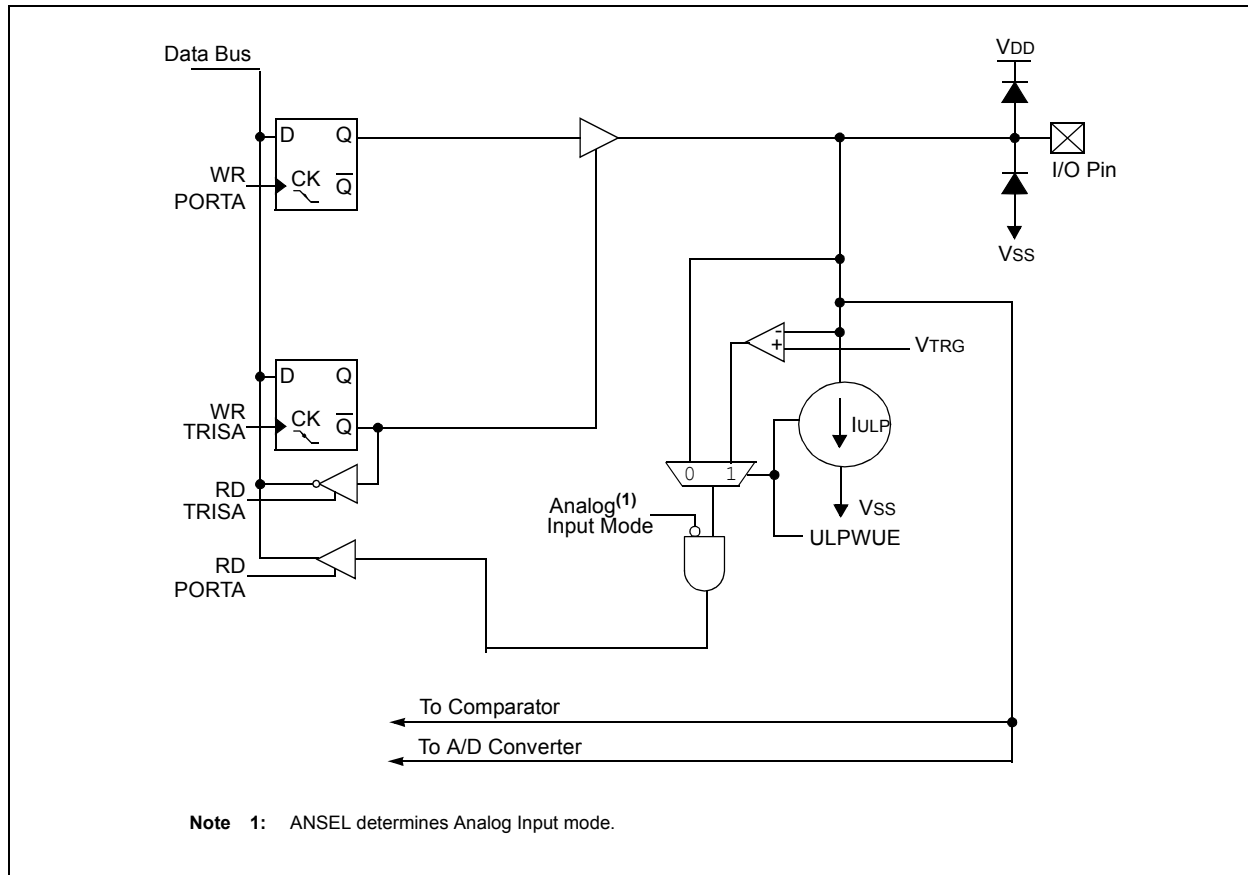 Data Bus
VDD
D Q
WR
PORTA
CK Q
I/O Pin
VSS
VTRG
D Q
WR
TRISA
CK Q
IULP
0 1
RD
TRISA
Analog(1)
Input Mode
VSS
ULPWUE
RD
PORTA
- 
+
To Comparator
To A/D Converter
Note 1: ANSEL determines Analog Input mode.